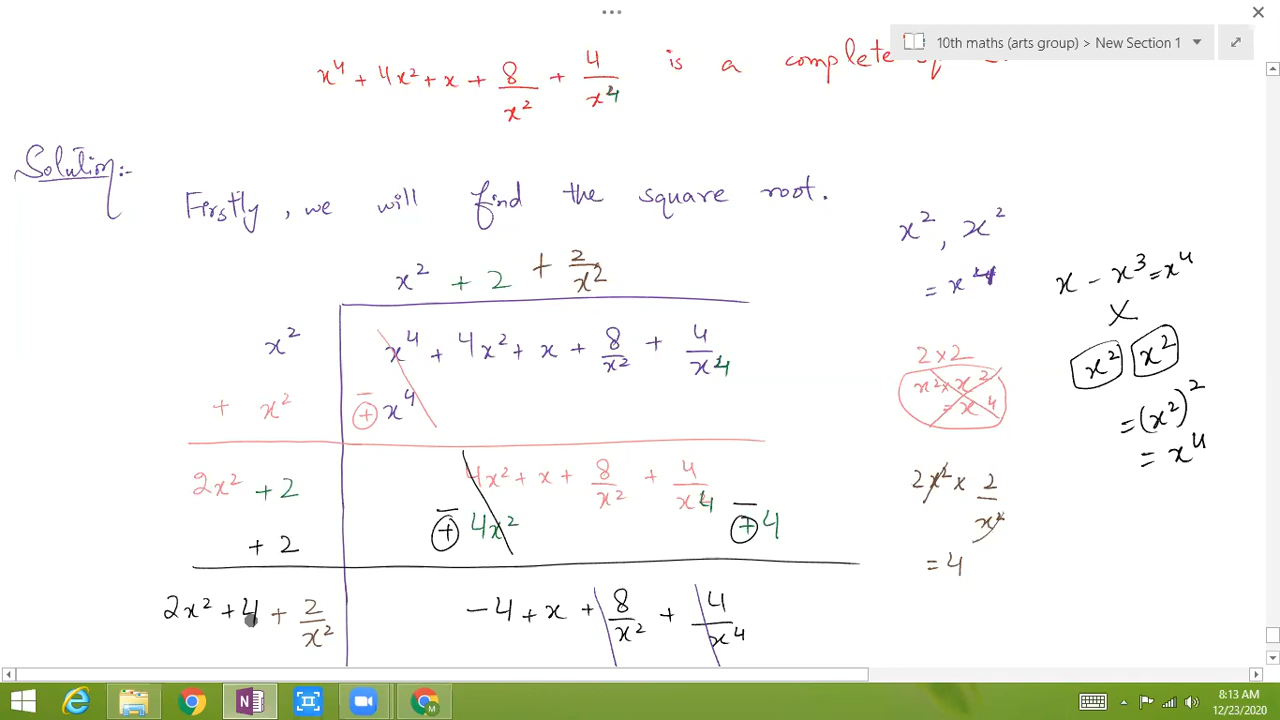 10th maths (arts group) > New Section 1
x⁴ + 4x² + x + 8/x² + 4/x⁴ is a complete
Solution:-
Firstly, we will find the square root.
x² + 2 + 2/x²
x² x⁴ + 4x² + x + 8/x² + 4/x⁴
+ x² − ⊕ x⁴
2x² + 2 4x² + x + 8/x² + 4/x⁴
+ 2 − ⊕ 4x² − ⊕ 4
2x² + 4 + 2/x² −4 + x + 8/x² + 4/x⁴
x², x²
= x⁴
2×2
x² × x²
= x⁴
2x² × 2/x²
= 4
x − x³ = x⁴
X
x² x²
= (x²)²
= x⁴
8:13 AM
12/23/2020